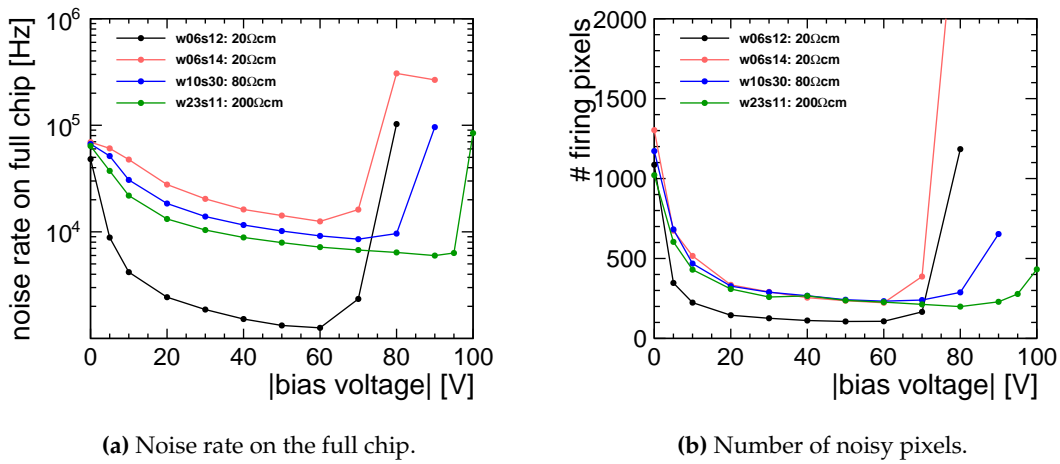 noise rate on full chip [Hz]
10^6
10^5
10^4
w06s12: 20Ωcm
w06s14: 20Ωcm
w10s30: 80Ωcm
w23s11: 200Ωcm
0 20 40 60 80 100
|bias voltage| [V]
(a) Noise rate on the full chip.
# firing pixels
2000
1500
1000
500
0
w06s12: 20Ωcm
w06s14: 20Ωcm
w10s30: 80Ωcm
w23s11: 200Ωcm
0 20 40 60 80 100
|bias voltage| [V]
(b) Number of noisy pixels.